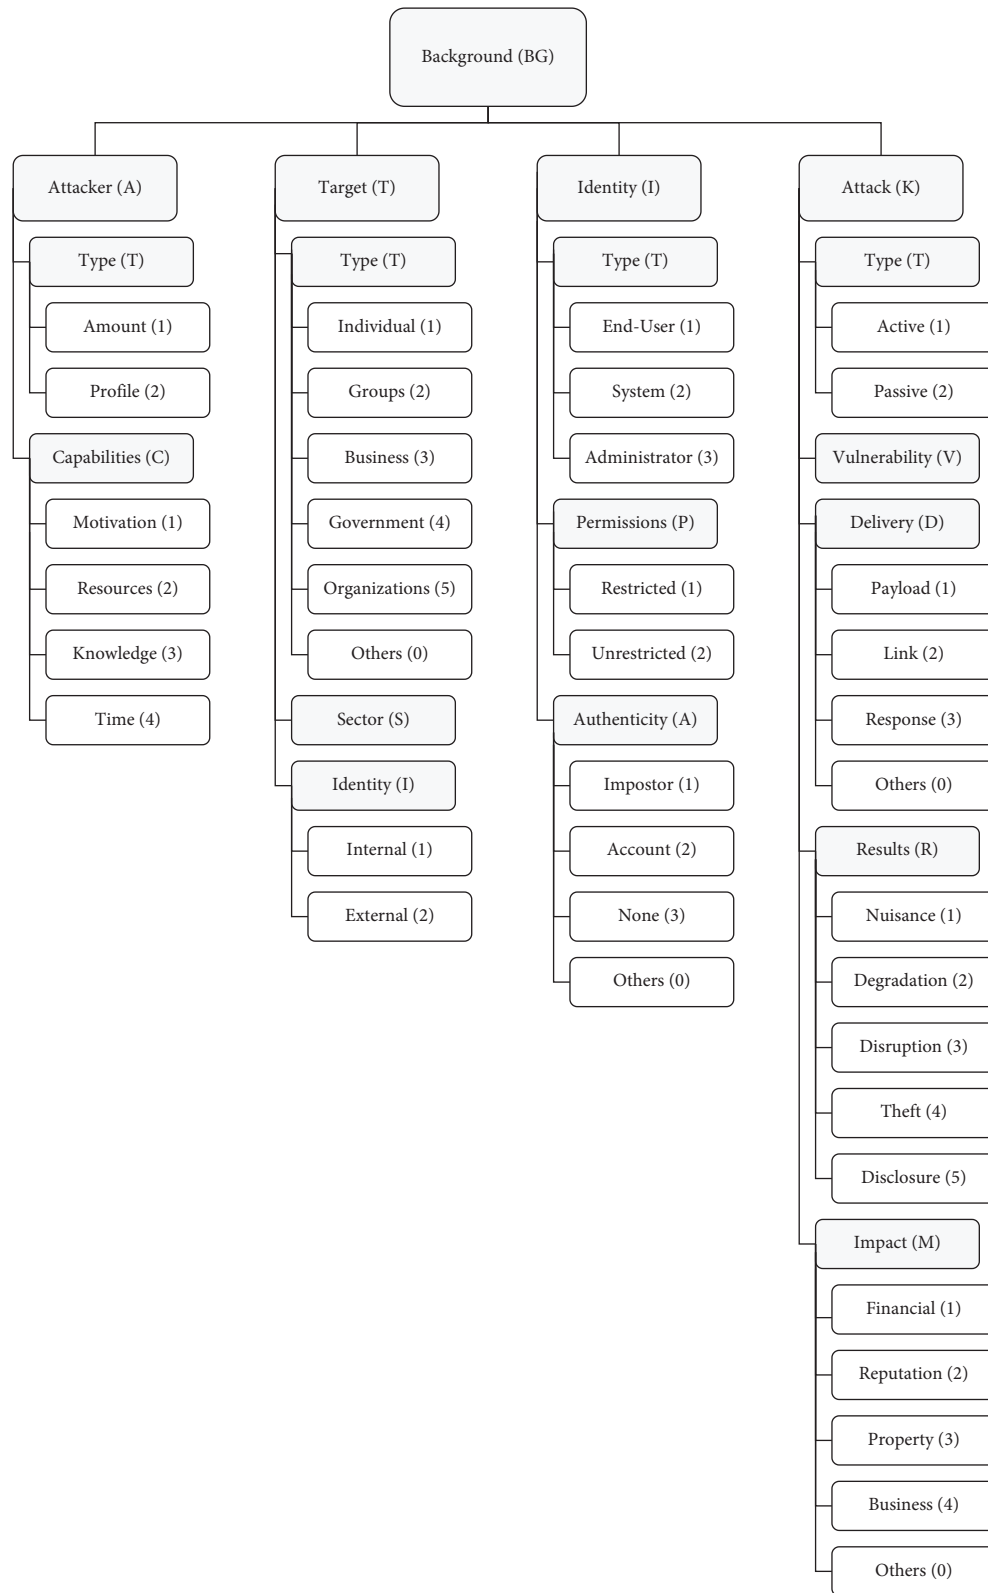 Background (BG)
Attacker (A)
Type (T)
Amount (1)
Profile (2)
Capabilities (C)
Motivation (1)
Resources (2)
Knowledge (3)
Time (4)
Target (T)
Type (T)
Individual (1)
Groups (2)
Business (3)
Government (4)
Organizations (5)
Others (0)
Sector (S)
Identity (I)
Internal (1)
External (2)
Identity (I)
Type (T)
End-User (1)
System (2)
Administrator (3)
Permissions (P)
Restricted (1)
Unrestricted (2)
Authenticity (A)
Impostor (1)
Account (2)
None (3)
Others (0)
Attack (K)
Type (T)
Active (1)
Passive (2)
Vulnerability (V)
Delivery (D)
Payload (1)
Link (2)
Response (3)
Others (0)
Results (R)
Nuisance (1)
Degradation (2)
Disruption (3)
Theft (4)
Disclosure (5)
Impact (M)
Financial (1)
Reputation (2)
Property (3)
Business (4)
Others (0)